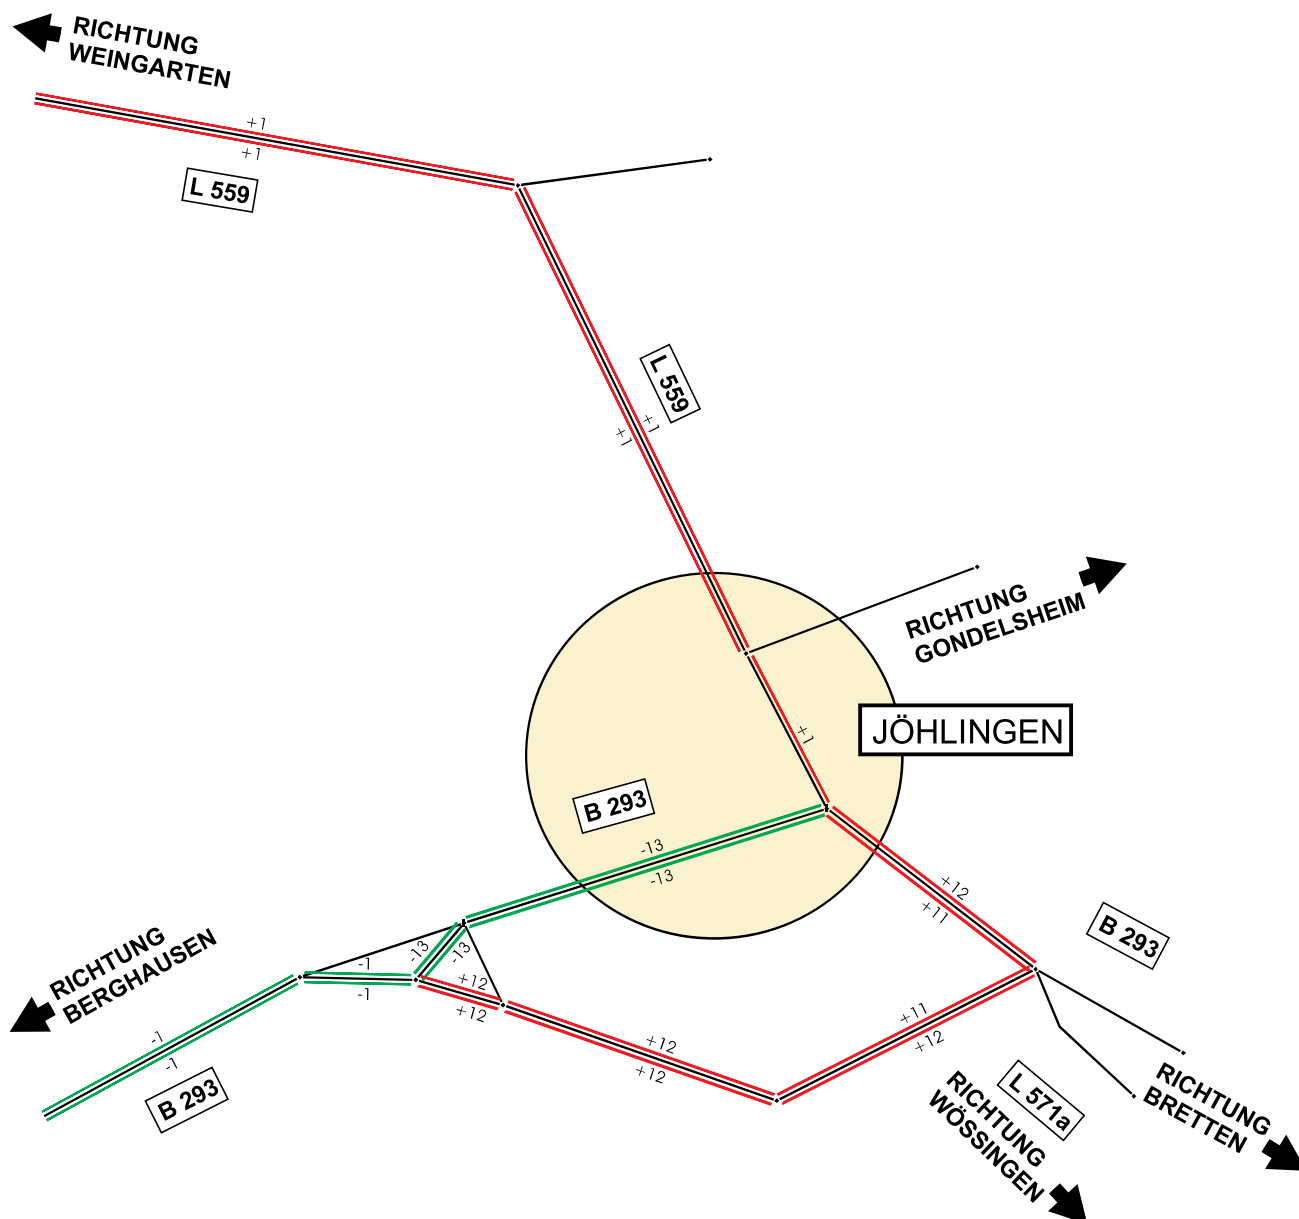 RICHTUNG
WEINGARTEN
+1
+1
L 559
L 559
+1
+1
RICHTUNG
GONDELSHEIM
JÖHLINGEN
+1
B 293
-13
-13
+12
+11
B 293
RICHTUNG
BERGHAUSEN
-13
-13
-1
-1
+12
+12
-1
-1
B 293
+12
+12
+11
+12
L 571a
RICHTUNG
WÖSSINGEN
RICHTUNG
BRETTEN